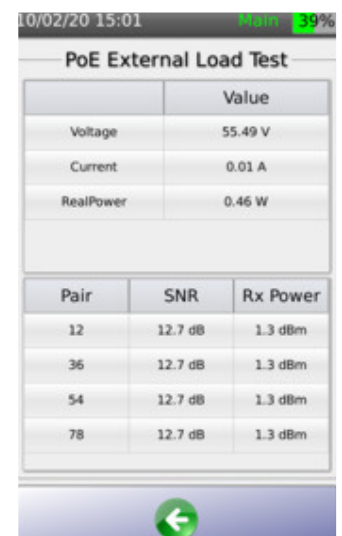 10/02/20 15:01 Main 39%
PoE External Load Test
Value
Voltage 55.49 V
Current 0.01 A
RealPower 0.46 W
Pair SNR Rx Power
12 12.7 dB 1.3 dBm
36 12.7 dB 1.3 dBm
54 12.7 dB 1.3 dBm
78 12.7 dB 1.3 dBm